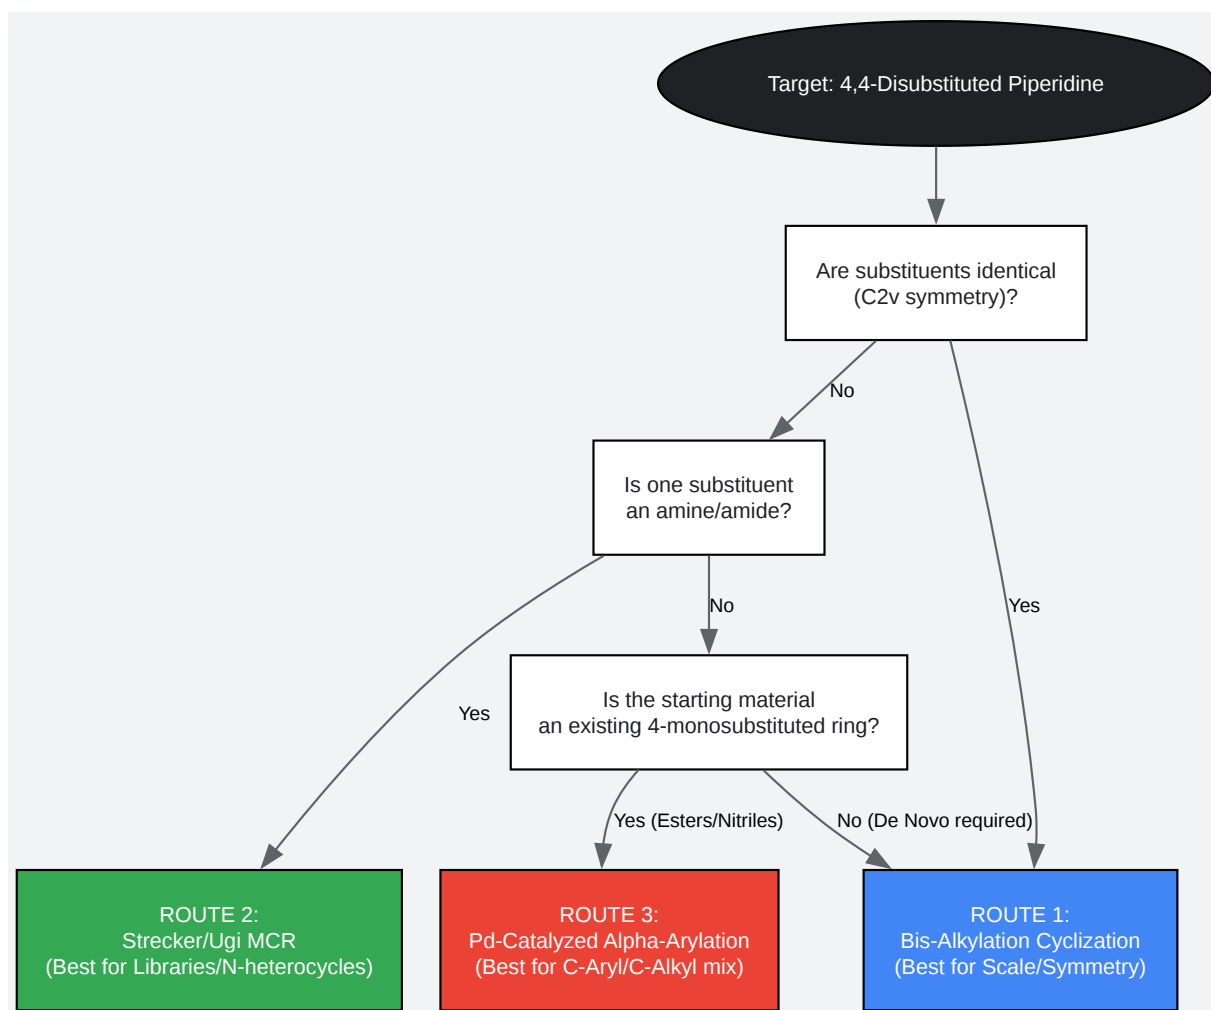 Target: 4,4-Disubstituted Piperidine
Are substituents identical
(C2v symmetry)?
No
Is one substituent
an amine/amide?
No
Yes
Is the starting material
an existing 4-monosubstituted ring?
Yes
Yes (Esters/Nitriles)
No (De Novo required)
ROUTE 2:
Strecker/Ugi MCR
(Best for Libraries/N-heterocycles)
ROUTE 3:
Pd-Catalyzed Alpha-Arylation
(Best for C-Aryl/C-Alkyl mix)
ROUTE 1:
Bis-Alkylation Cyclization
(Best for Scale/Symmetry)